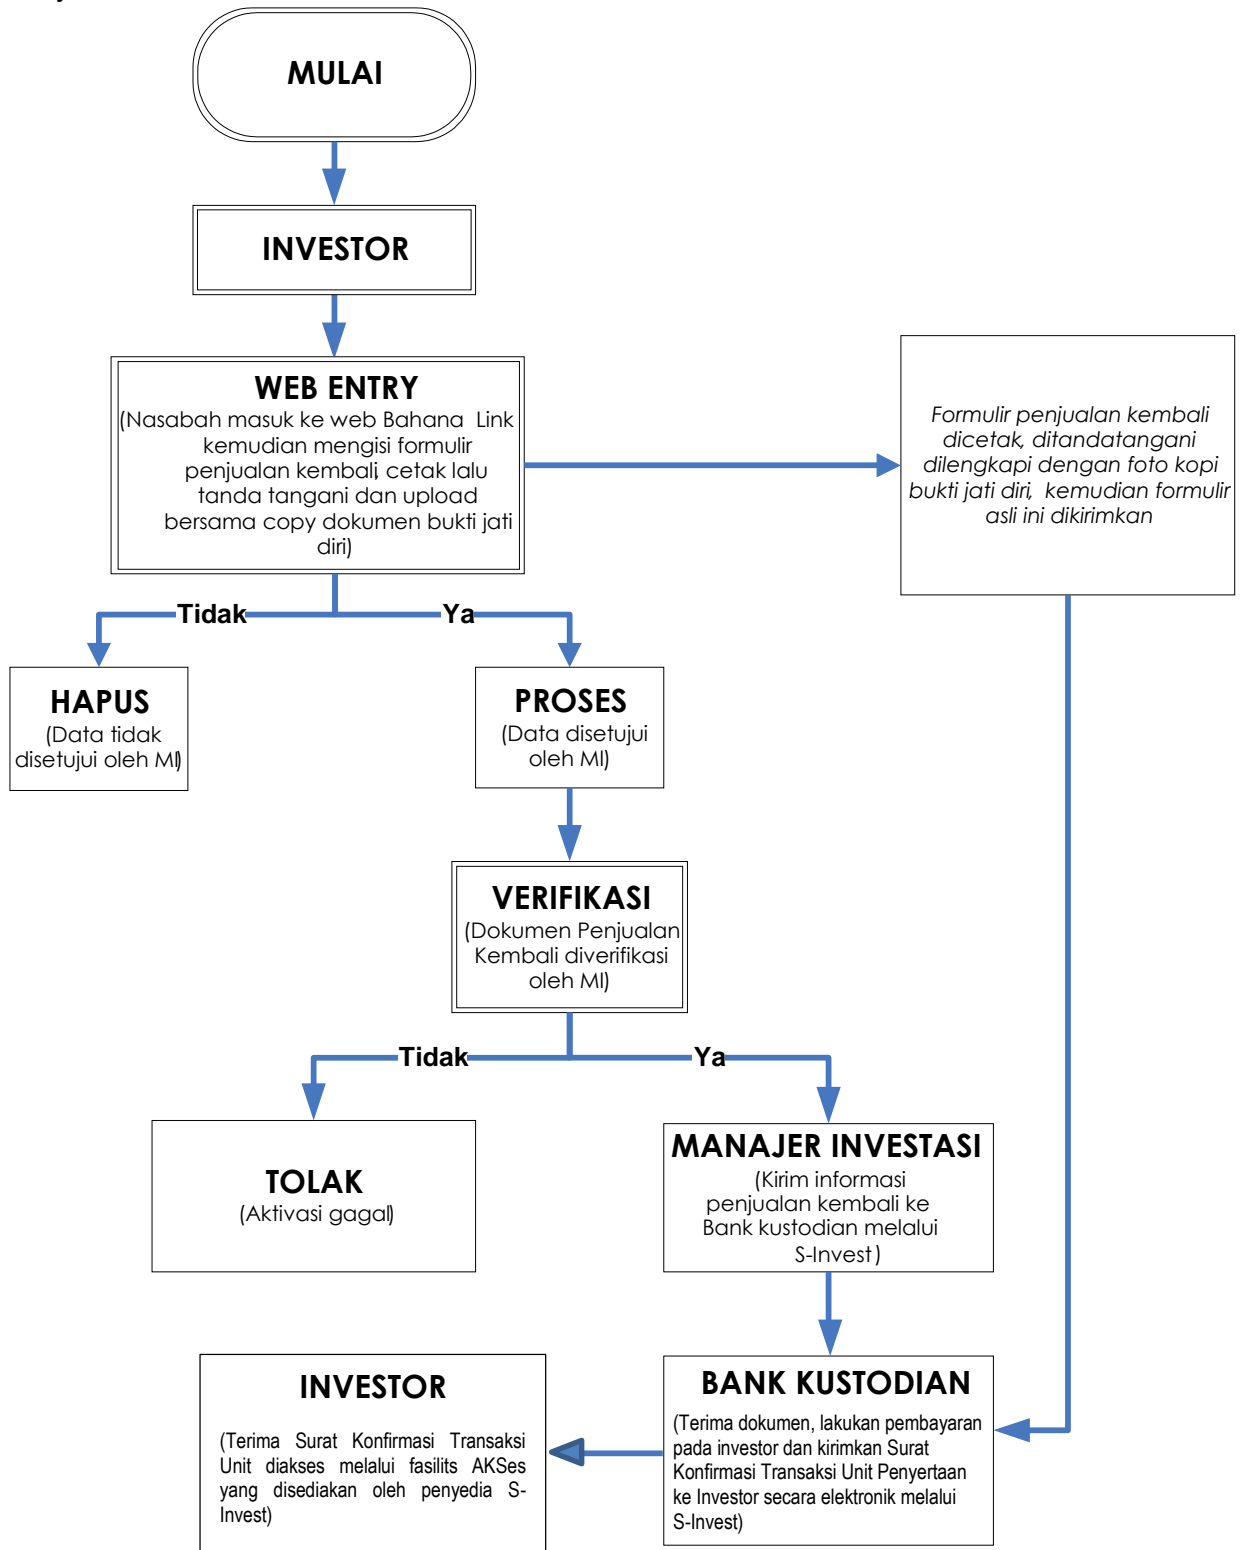 MULAI
INVESTOR
WEB ENTRY
(Nasabah masuk ke web Bahana Link
kemudian mengisi formulir
penjualan kembali, cetak lalu
tanda tangani dan upload
bersama copy dokumen bukti jati
diri)
Formulir penjualan kembali
dicetak, ditandatangani
dilengkapi dengan foto kopi
bukti jati diri, kemudian formulir
asli ini dikirimkan
Tidak
Ya
HAPUS
(Data tidak
disetujui oleh MI)
PROSES
(Data disetujui
oleh MI)
VERIFIKASI
(Dokumen Penjualan
Kembali diverifikasi
oleh MI)
Tidak
Ya
TOLAK
(Aktivasi gagal)
MANAJER INVESTASI
(Kirim informasi
penjualan kembali ke
Bank kustodian melalui
S-Invest)
INVESTOR
(Terima Surat Konfirmasi Transaksi
Unit diakses melalui fasilits AKSes
yang disediakan oleh penyedia S-
Invest)
BANK KUSTODIAN
(Terima dokumen, lakukan pembayaran
pada investor dan kirimkan Surat
Konfirmasi Transaksi Unit Penyertaan
ke Investor secara elektronik melalui
S-Invest)